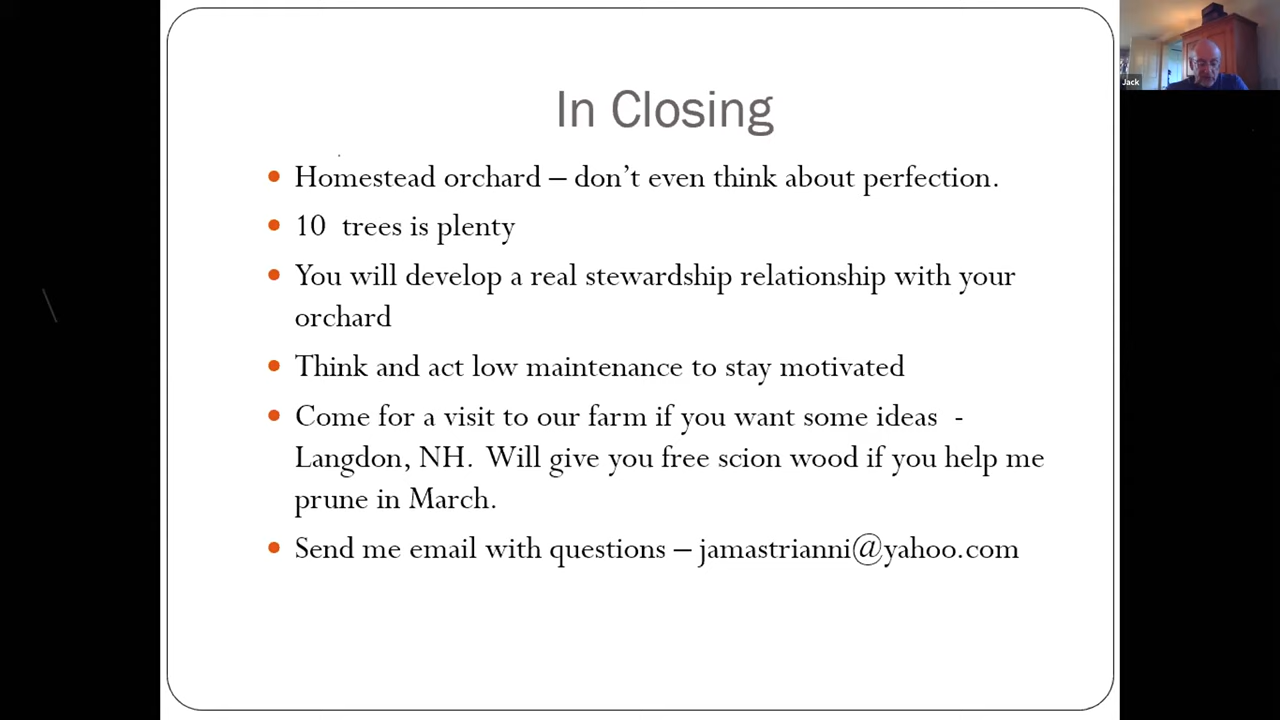 Jack
In Closing
Homestead orchard – don't even think about perfection.
10  trees is plenty
You will develop a real stewardship relationship with your
orchard
Think and act low maintenance to stay motivated
Come for a visit to our farm if you want some ideas  -
Langdon, NH.  Will give you free scion wood if you help me
prune in March.
Send me email with questions – jamastrianni@yahoo.com